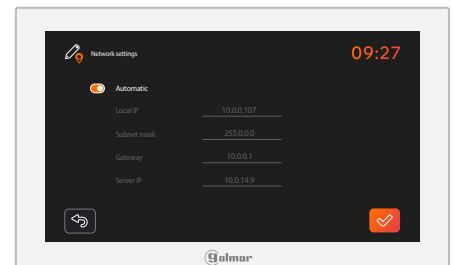 Network settings
09:27
Automatic
Local IP 10.0.0.107
Subnet mask 255.0.0.0
Gateway 10.0.0.1
Server IP 10.0.14.9
golmar